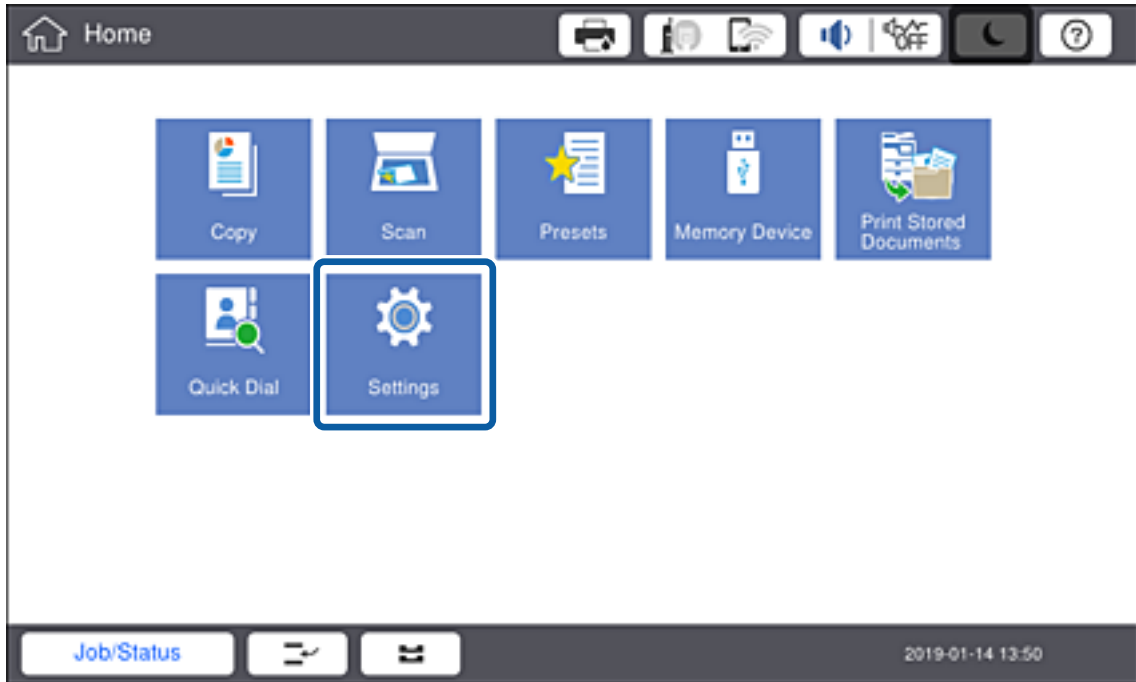 Home
OFF
Copy
Scan
Presets
Memory Device
Print Stored
Documents
Quick Dial
Settings
Job/Status
2019-01-14 13:50